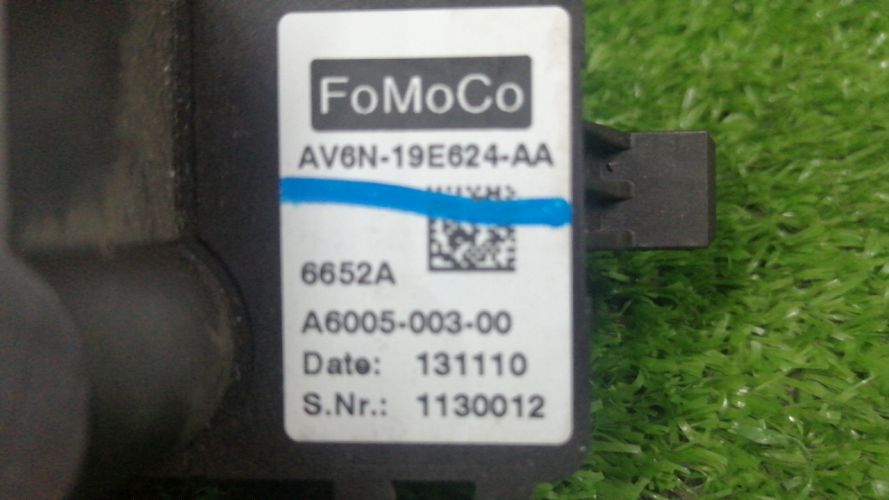 FoMoCo
AV6N-19E624-AA
6652A
A6005-003-00
Date: 131110
S.Nr.: 1130012